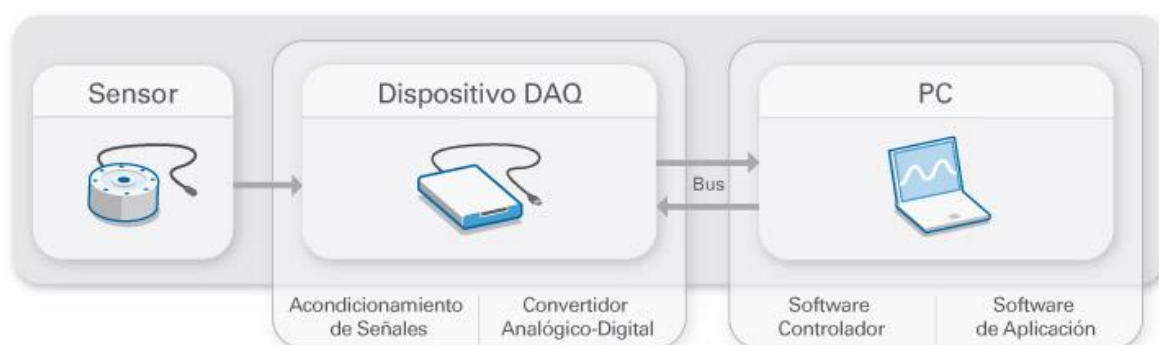 Sensor
Dispositivo DAQ
PC
Bus
Acondicionamiento
de Señales
Convertidor
Analógico-Digital
Software
Controlador
Software
de Aplicación